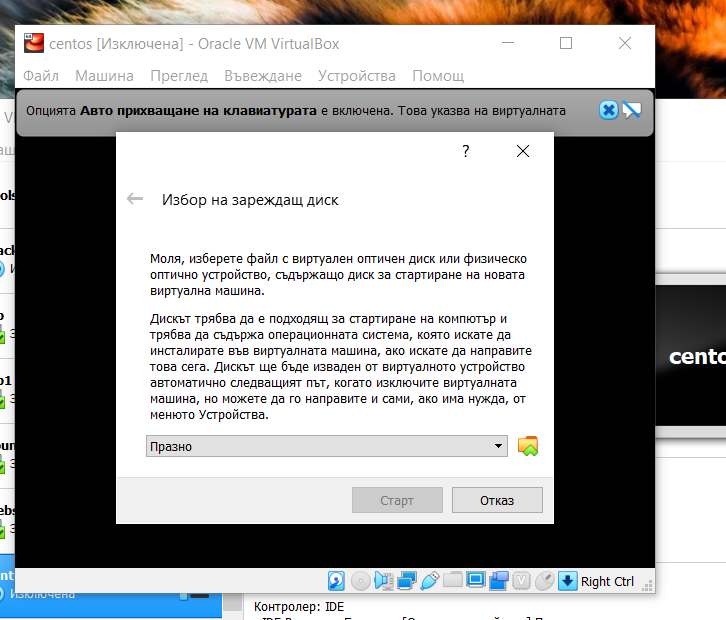 centos [Изключена] - Oracle VM VirtualBox
Файл Машина Преглед Въвеждане Устройства Помощ
Опцията Авто прихващане на клавиатурата е включена. Това указва на виртуалната
?
Избор на зареждащ диск
Моля, изберете файл с виртуален оптичен диск или физическо
оптично устройство, съдържащо диск за стартиране на новата
виртуална машина.
Дискът трябва да е подходящ за стартиране на компютър и
трябва да съдържа операционната система, която искате да
инсталирате във виртуалната машина, ако искате да направите
това сега. Дискът ще бъде изваден от виртуалното устройство
автоматично следващият път, когато изключите виртуалната
машина, но можете да го направите и сами, ако има нужда, от
менюто Устройства.
Празно
Старт Отказ
Right Ctrl
cento
Изключена
Контролер: IDE